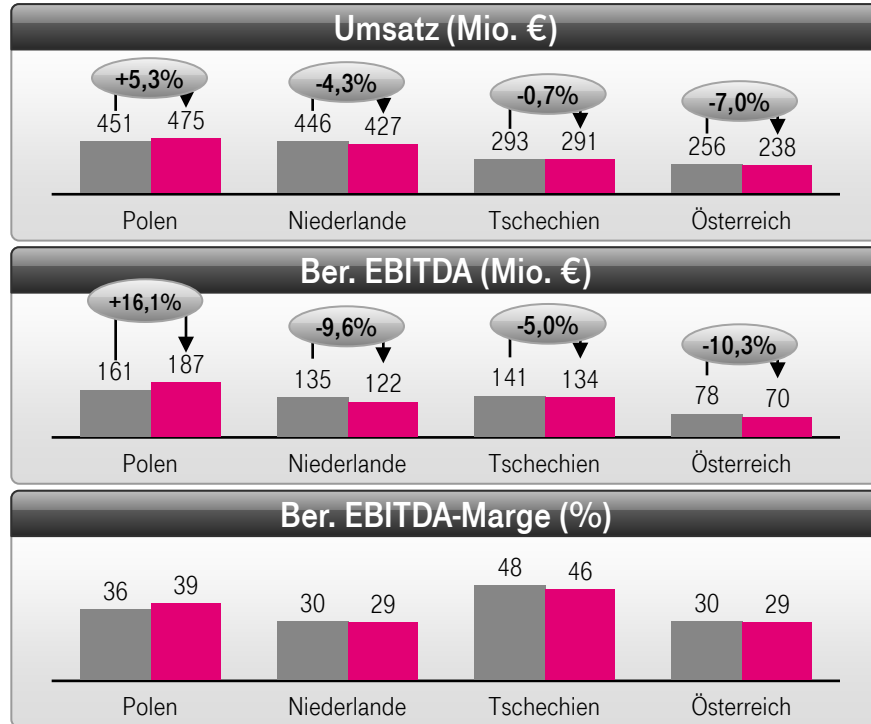 Umsatz (Mio. €)
+5,3% -4,3% -0,7% -7,0%
451 475 446 427 293 291 256 238
Polen Niederlande Tschechien Österreich
Ber. EBITDA (Mio. €)
+16,1% -9,6% -5,0% -10,3%
161 187 135 122 141 134 78 70
Polen Niederlande Tschechien Österreich
Ber. EBITDA-Marge (%)
36 39 30 29 48 46 30 29
Polen Niederlande Tschechien Österreich